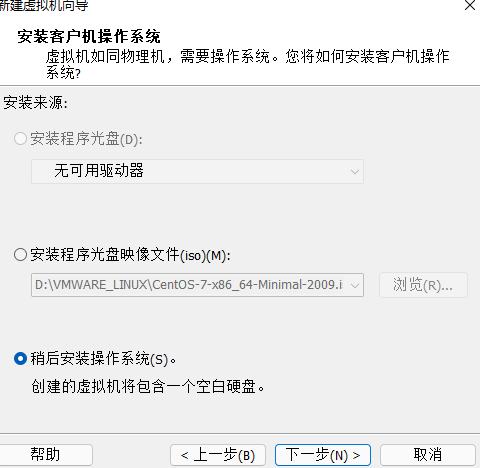 新建虚拟机向导
安装客户机操作系统
虚拟机如同物理机，需要操作系统。您将如何安装客户机操作
系统?
安装来源:
安装程序光盘(D):
无可用驱动器
安装程序光盘映像文件(iso)(M):
D:\VMWARE_LINUX\CentOS-7-x86_64-Minimal-2009.i
浏览(R)...
稍后安装操作系统(S)。
创建的虚拟机将包含一个空白硬盘。
帮助
< 上一步(B)
下一步(N) >
取消